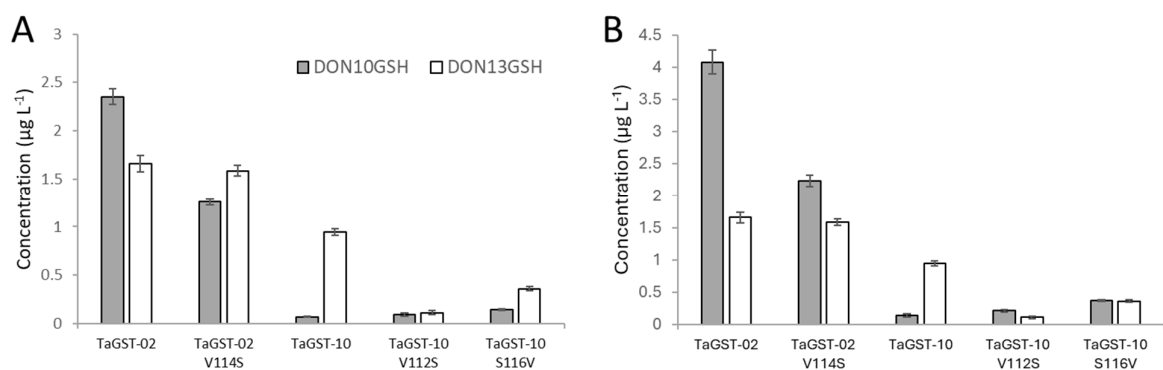 A
Concentration (µg L-1)
3
2.5
2
1.5
1
0.5
0
DON10GSH DON13GSH
TaGST-02 TaGST-02 TaGST-10 TaGST-10 TaGST-10
V114S V112S S116V
B
Concentration (µg L-1)
4.5
4
3.5
3
2.5
2
1.5
1
0.5
0
TaGST-02 TaGST-02 TaGST-10 TaGST-10 TaGST-10
V114S V112S S116V